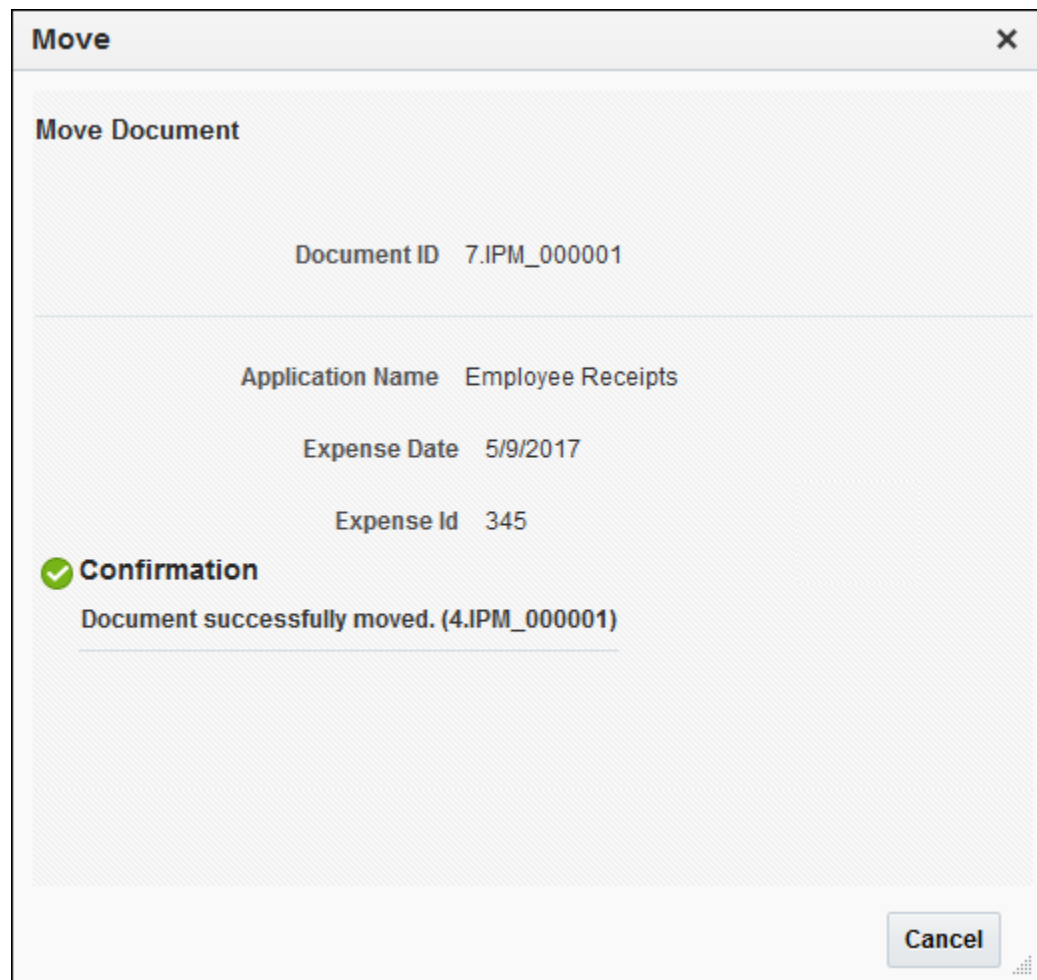 Move
Move Document
Document ID 7.IPM_000001
Application Name Employee Receipts
Expense Date 5/9/2017
Expense Id 345
Confirmation
Document successfully moved. (4.IPM_000001)
Cancel